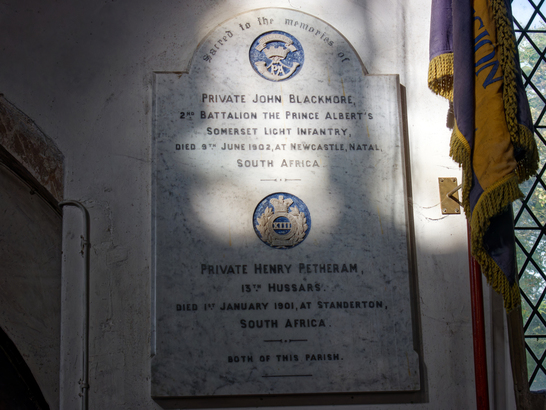 Sacred to the memories of
PRIVATE JOHN BLACKMORE,
2ND BATTALION THE PRINCE ALBERT'S
SOMERSET LIGHT INFANTRY,
DIED 9TH JUNE 1902, AT NEWCASTLE, NATAL,
SOUTH AFRICA.
XIII
PRIVATE HENRY PETHERAM,
13TH HUSSARS.
DIED 1ST JANUARY 1901, AT STANDERTON,
SOUTH AFRICA.
BOTH OF THIS PARISH.